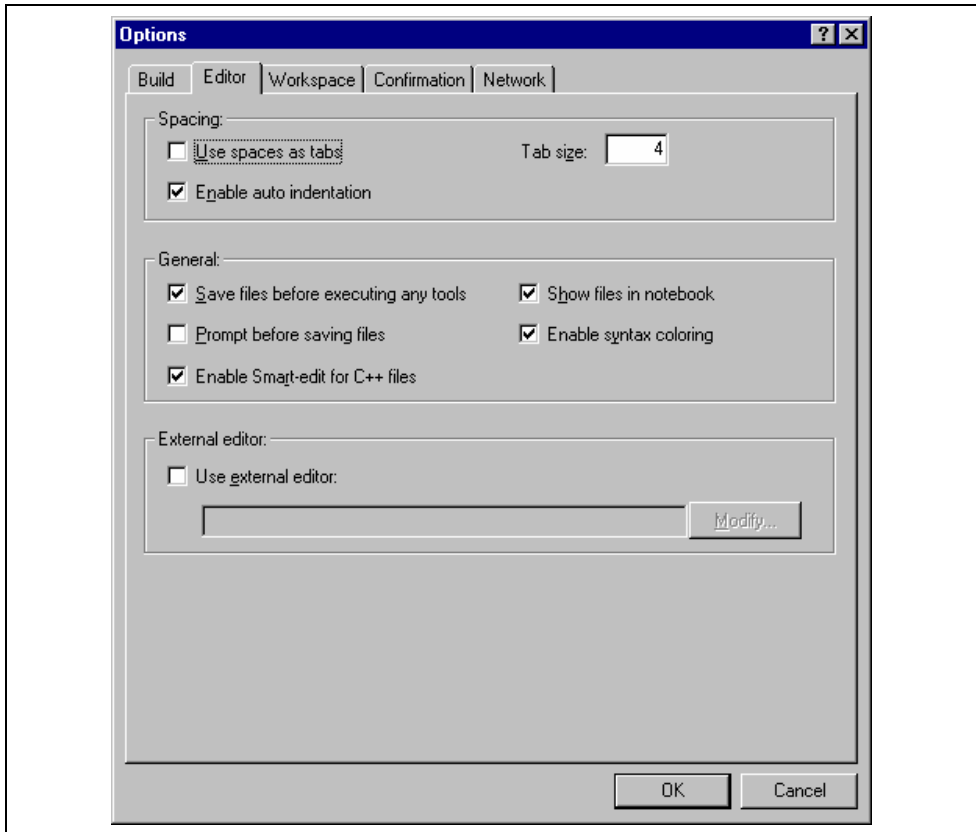 Options
Build Editor Workspace Confirmation Network
Spacing:
Use spaces as tabs Tab size: 4
Enable auto indentation
General:
Save files before executing any tools Show files in notebook
Prompt before saving files Enable syntax coloring
Enable Smart-edit for C++ files
External editor:
Use external editor:
Modify...
OK Cancel